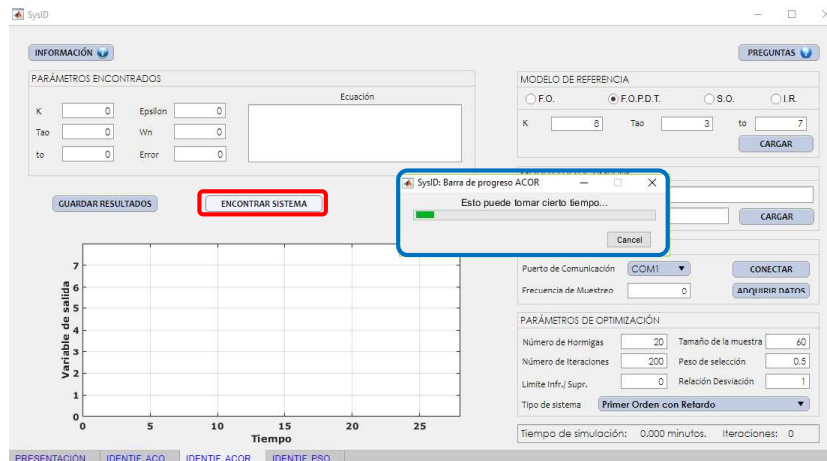 SysID
INFORMACIÓN
PREGUNTAS
PARÁMETROS ENCONTRADOS
Ecuación
K 0 Epsilon 0
Tao 0 Wn 0
to 0 Error 0
MODELO DE REFERENCIA
F.O. F.O.P.D.T. S.O. I.R.
K 8 Tao 3 to 7
CARGAR
GUARDAR RESULTADOS
ENCONTRAR SISTEMA
SysID: Barra de progreso ACOR
Esto puede tomar cierto tiempo...
Cancel
CARGAR
Puerto de Comunicación COM1 CONECTAR
Frecuencia de Muestreo 0 ADQUIRIR DATOS
PARÁMETROS DE OPTIMIZACIÓN
Número de Hormigas 20 Tamaño de la muestra 60
Número de Iteraciones 200 Peso de selección 0.5
Limite Infr./ Supr. 0 Relación Desviación 1
Tipo de sistema Primer Orden con Retardo
Tiempo de simulación: 0.000 minutos. Iteraciones: 0
Variable de salida
7
6
5
4
3
2
1
0
0 5 10 15 20 25
Tiempo
PRESENTACIÓN IDENTIF. ACO IDENTIF. ACOR IDENTIF. PSO